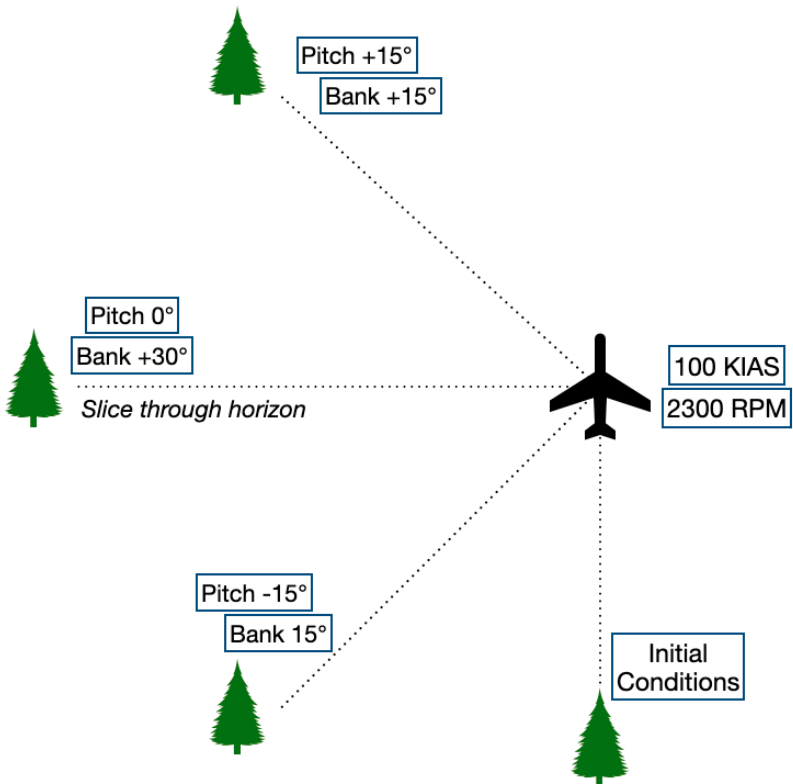 Pitch +15°
Bank +15°
Pitch 0°
Bank +30°
Slice through horizon
100 KIAS
2300 RPM
Pitch -15°
Bank 15°
Initial
Conditions